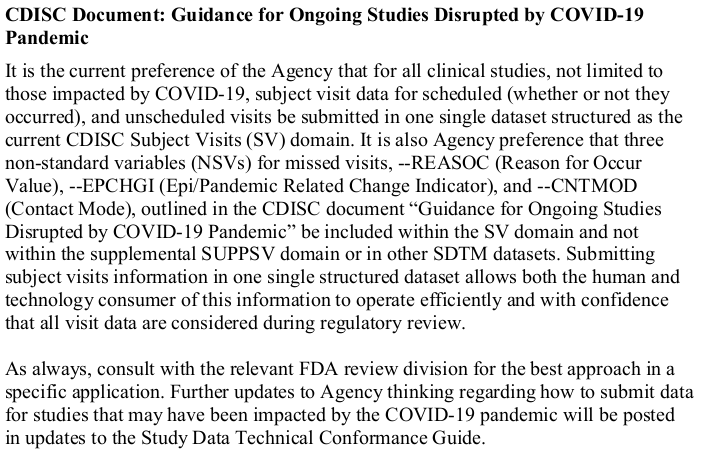 CDISC Document: Guidance for Ongoing Studies Disrupted by COVID-19
Pandemic
It is the current preference of the Agency that for all clinical studies, not limited to
those impacted by COVID-19, subject visit data for scheduled (whether or not they
occurred), and unscheduled visits be submitted in one single dataset structured as the
current CDISC Subject Visits (SV) domain. It is also Agency preference that three
non-standard variables (NSVs) for missed visits, --REASOC (Reason for Occur
Value), --EPCHGI (Epi/Pandemic Related Change Indicator), and --CNTMOD
(Contact Mode), outlined in the CDISC document “Guidance for Ongoing Studies
Disrupted by COVID-19 Pandemic” be included within the SV domain and not
within the supplemental SUPPSV domain or in other SDTM datasets. Submitting
subject visits information in one single structured dataset allows both the human and
technology consumer of this information to operate efficiently and with confidence
that all visit data are considered during regulatory review.
As always, consult with the relevant FDA review division for the best approach in a
specific application. Further updates to Agency thinking regarding how to submit data
for studies that may have been impacted by the COVID-19 pandemic will be posted
in updates to the Study Data Technical Conformance Guide.